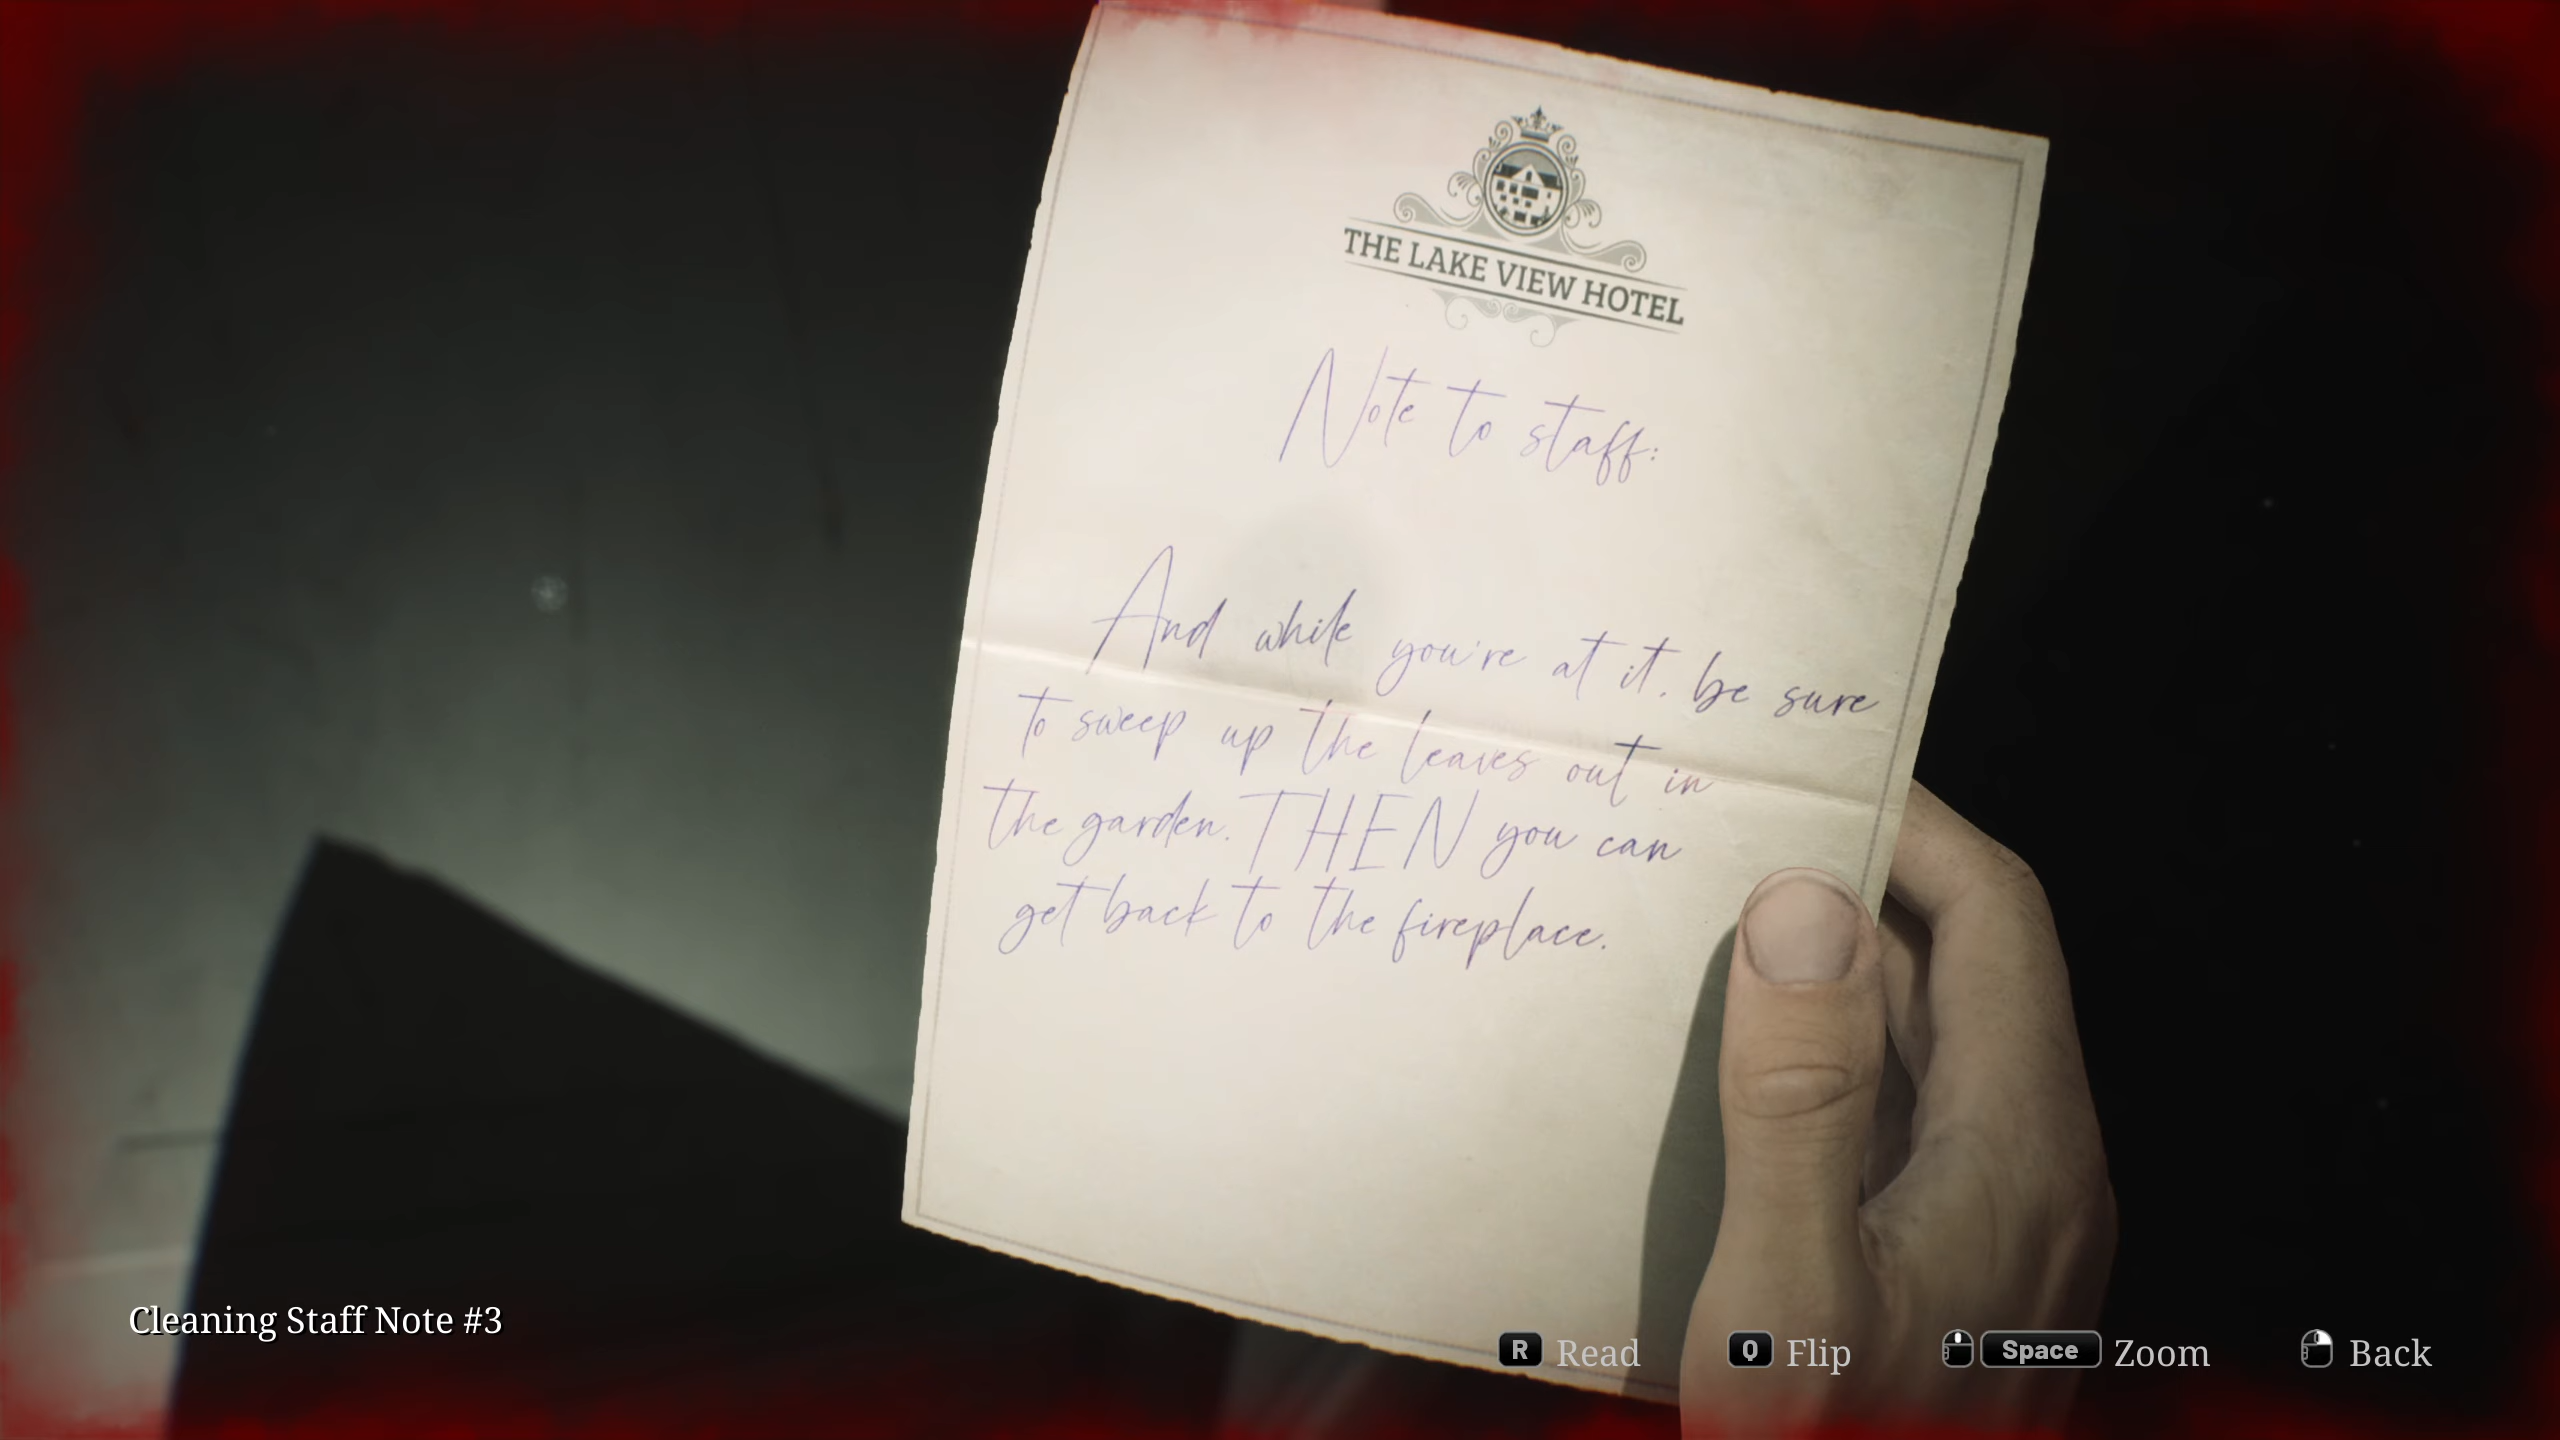 THE LAKE VIEW HOTEL
Note to staff:
And while you're at it, be sure
to sweep up the leaves out in
the garden. THEN you can
get back to the fireplace.
Cleaning Staff Note #3
R Read
Q Flip
Space Zoom
Back